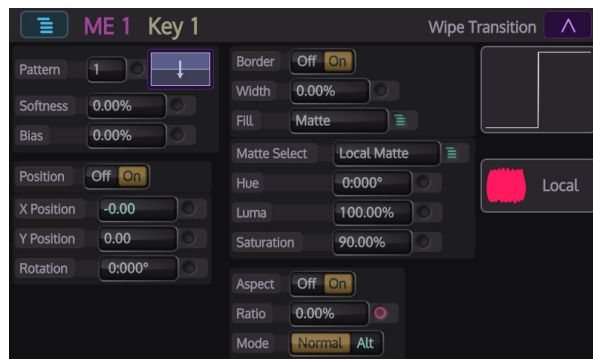 ME 1 Key 1
Wipe Transition
Pattern 1
Softness 0.00%
Bias 0.00%
Position Off On
X Position -0.00
Y Position 0.00
Rotation 0:000°
Border Off On
Width 0.00%
Fill Matte
Matte Select Local Matte
Hue 0:000°
Luma 100.00%
Saturation 90.00%
Aspect Off On
Ratio 0.00%
Mode Normal Alt
Local